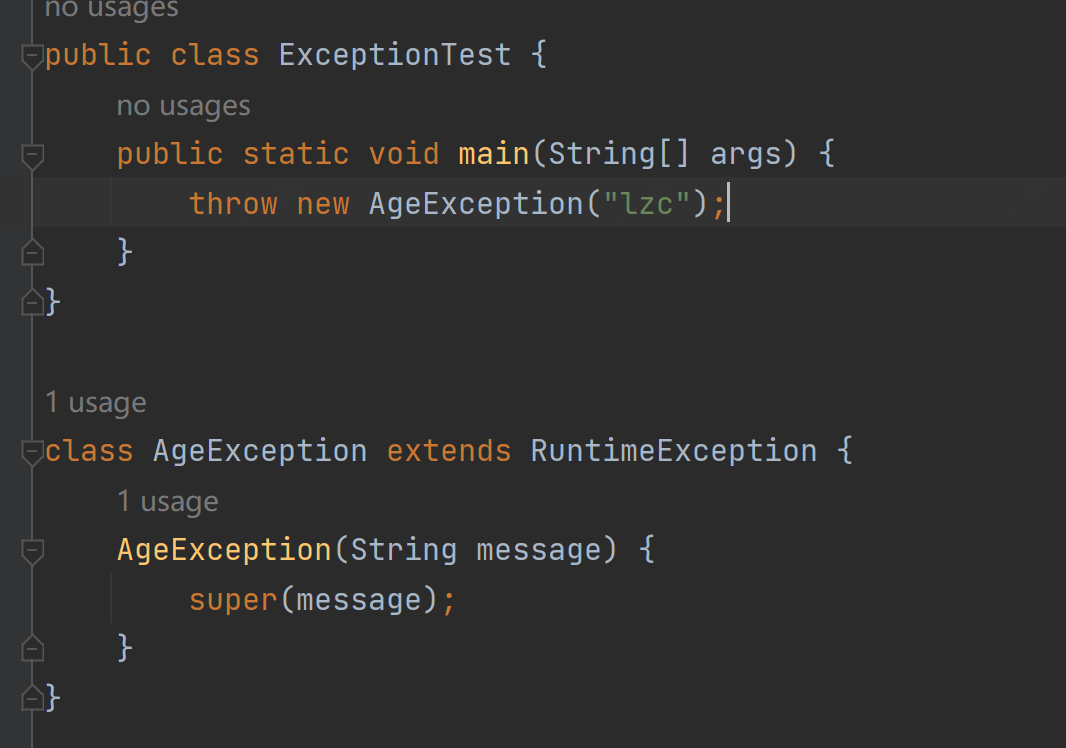 no usages
public class ExceptionTest {
no usages
public static void main(String[] args) {
throw new AgeException("lzc");
}
}
1 usage
class AgeException extends RuntimeException {
1 usage
AgeException(String message) {
super(message);
}
}